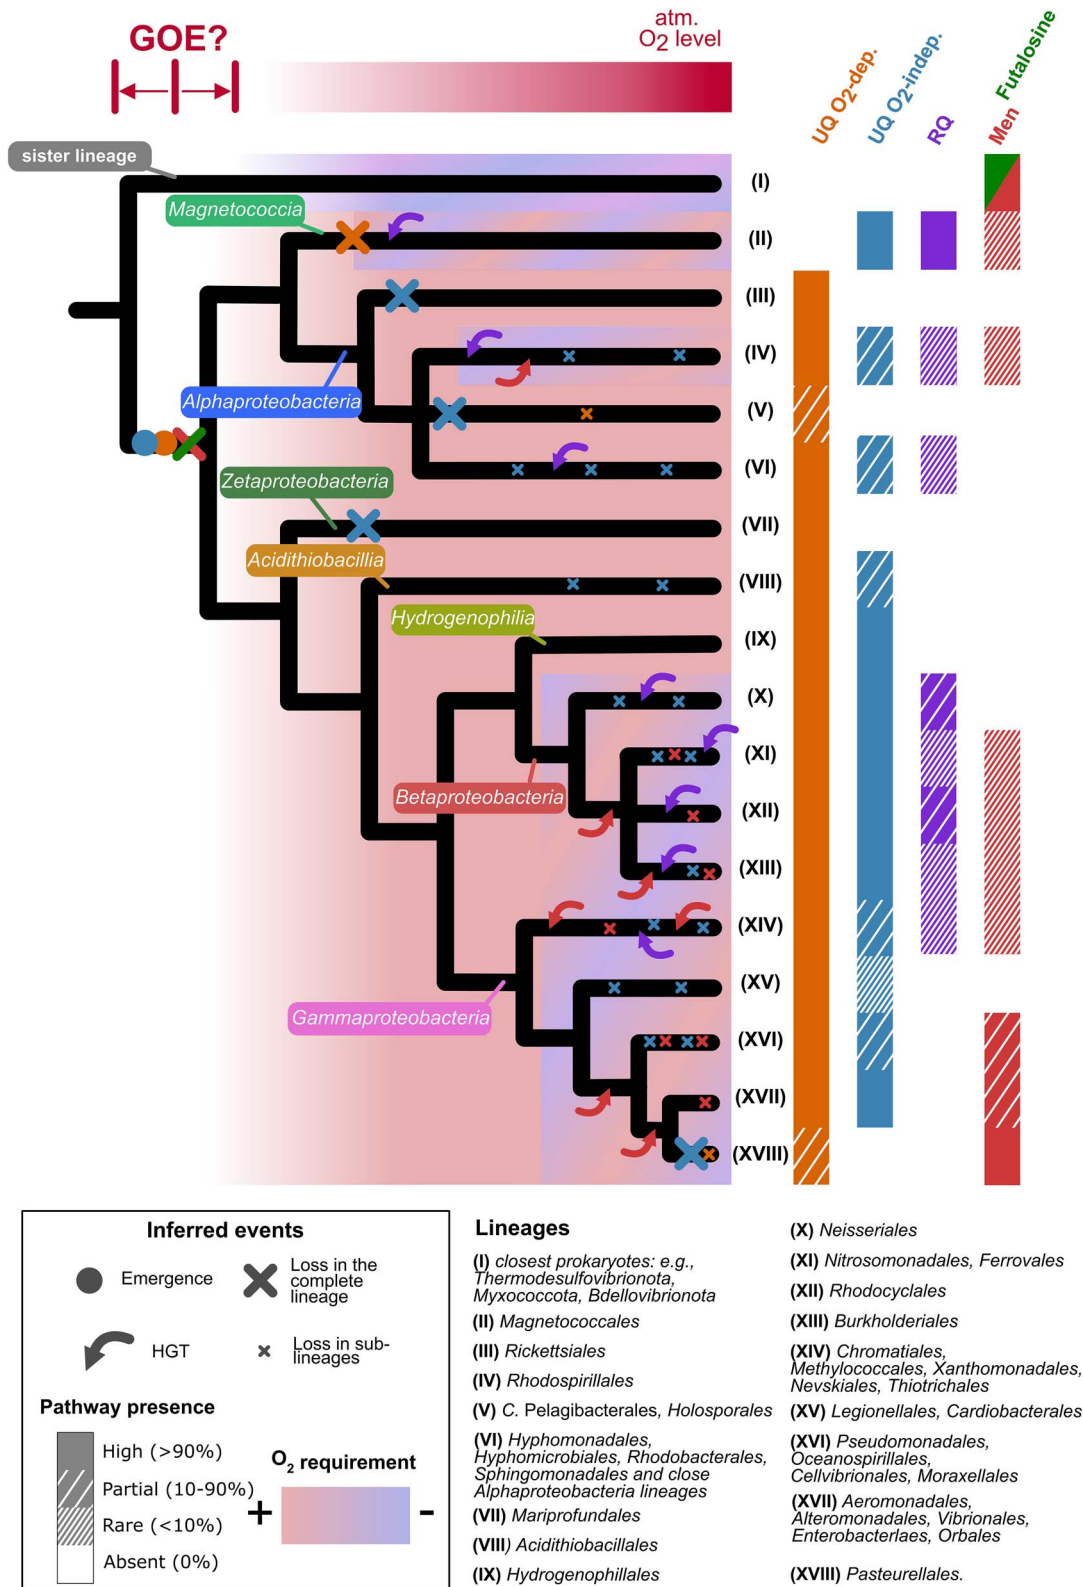 GOE?
atm.
O2 level
UQ O2-dep.
UQ O2-indep.
RQ
Futalosine
Men
sister lineage
(I)
Magnetococcia
(II)
(III)
(IV)
Alphaproteobacteria
(V)
(VI)
Zetaproteobacteria
(VII)
Acidithiobacillia
(VIII)
Hydrogenophilia
(IX)
(X)
(XI)
Betaproteobacteria
(XII)
(XIII)
(XIV)
(XV)
Gammaproteobacteria
(XVI)
(XVII)
(XVIII)
Inferred events
Emergence
Loss in the
complete
lineage
HGT
Loss in sub-
lineages
Pathway presence
High (>90%)
Partial (10-90%)
Rare (<10%)
Absent (0%)
O2 requirement
+
-
Lineages
(I) closest prokaryotes: e.g.,
Thermodesulfovibrionota,
Myxococcota, Bdellovibrionota
(II) Magnetococcales
(III) Rickettsiales
(IV) Rhodospirillales
(V) C. Pelagibacterales, Holosporales
(VI) Hyphomonadales,
Hyphomicrobiales, Rhodobacterales,
Sphingomonadales and close
Alphaproteobacteria lineages
(VII) Mariprofundales
(VIII) Acidithiobacillales
(IX) Hydrogenophillales
(X) Neisseriales
(XI) Nitrosomonadales, Ferrovales
(XII) Rhodocyclales
(XIII) Burkholderiales
(XIV) Chromatiales,
Methylococcales, Xanthomonadales,
Nevskiales, Thiotrichales
(XV) Legionellales, Cardiobacterales
(XVI) Pseudomonadales,
Oceanospirillales,
Cellvibrionales, Moraxellales
(XVII) Aeromonadales,
Alteromonadales, Vibrionales,
Enterobacterlaes, Orbales
(XVIII) Pasteurellales.